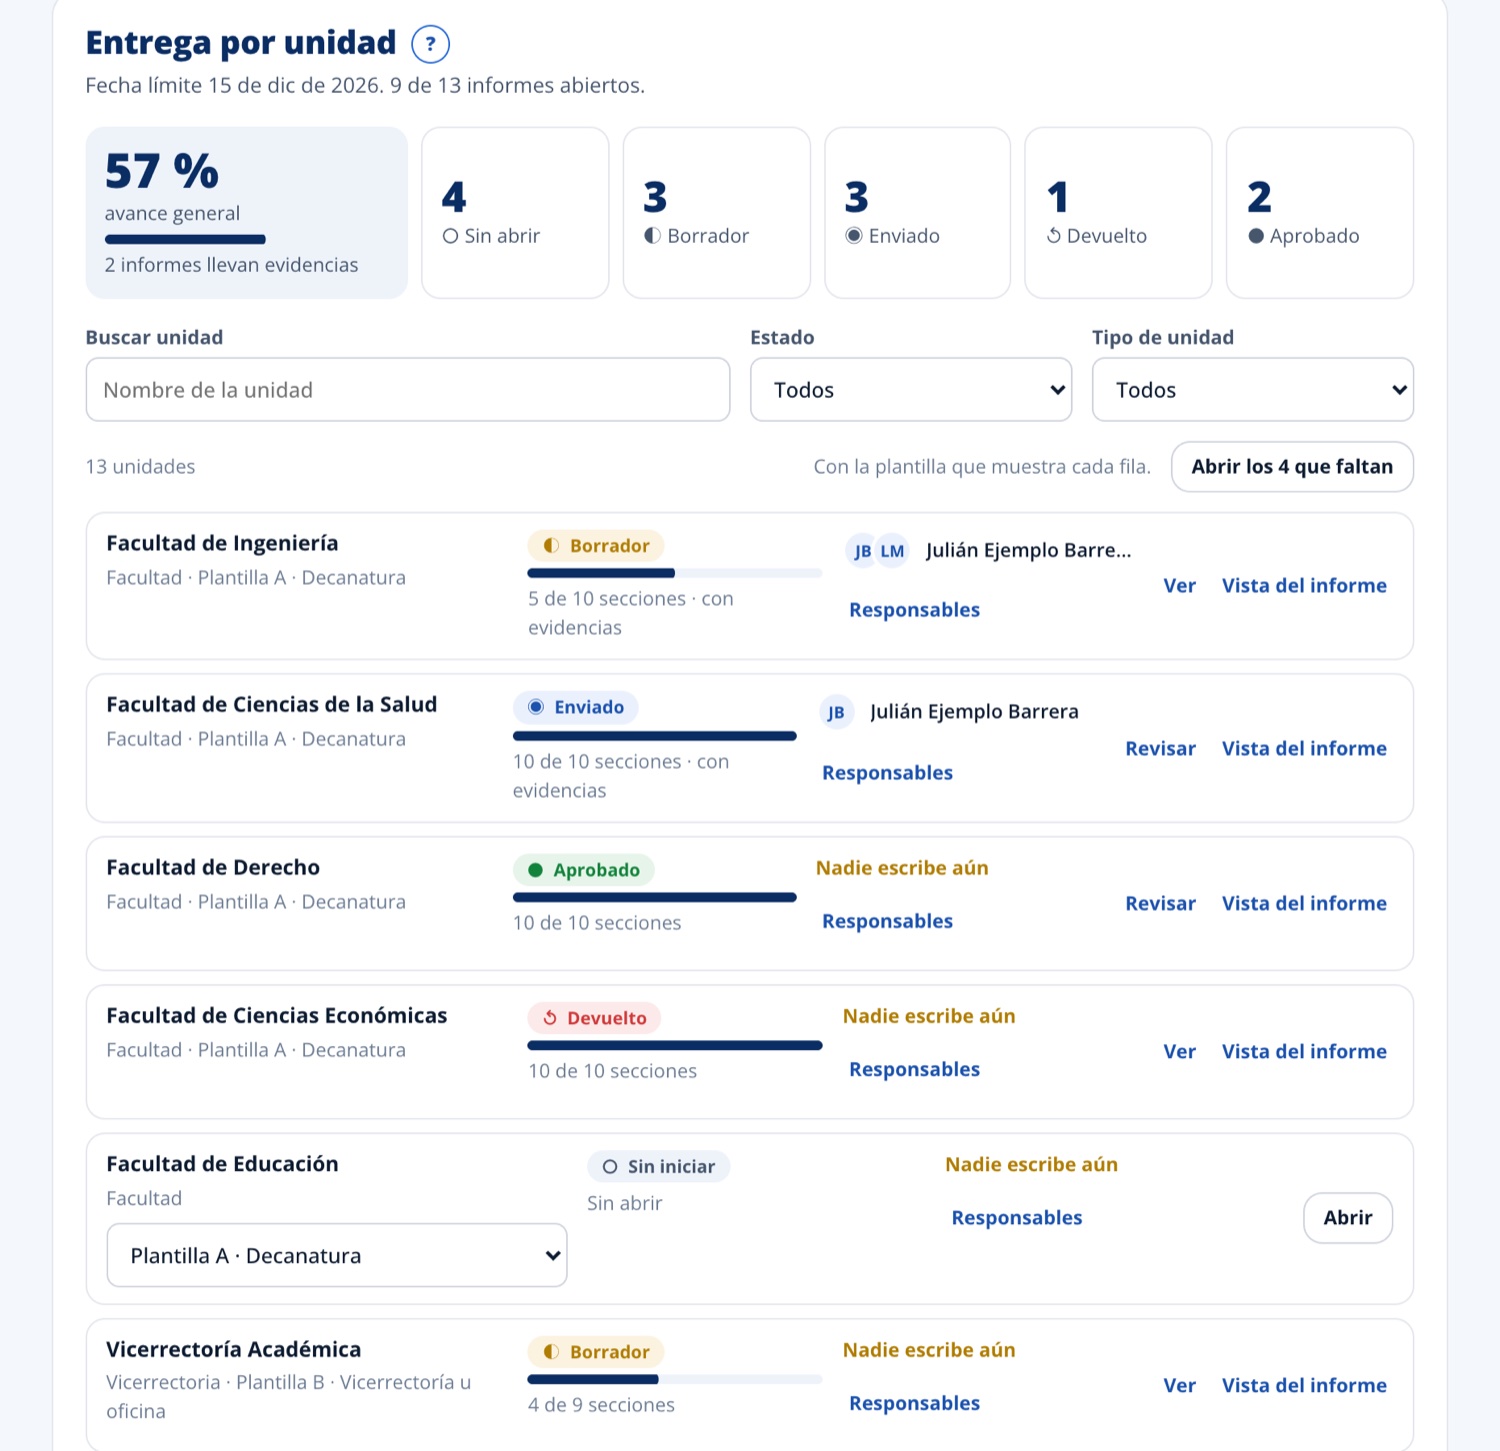 Entrega por unidad ?
Fecha límite 15 de dic de 2026. 9 de 13 informes abiertos.
57 %
avance general
2 informes llevan evidencias
4
Sin abrir
3
Borrador
3
Enviado
1
Devuelto
2
Aprobado
Buscar unidad
Nombre de la unidad
Estado
Todos
Tipo de unidad
Todos
13 unidades
Con la plantilla que muestra cada fila.
Abrir los 4 que faltan
Facultad de Ingeniería
Facultad · Plantilla A · Decanatura
Borrador
5 de 10 secciones · con
evidencias
JB LM Julián Ejemplo Barre...
Responsables
Ver Vista del informe
Facultad de Ciencias de la Salud
Facultad · Plantilla A · Decanatura
Enviado
10 de 10 secciones · con
evidencias
JB Julián Ejemplo Barrera
Responsables
Revisar Vista del informe
Facultad de Derecho
Facultad · Plantilla A · Decanatura
Aprobado
10 de 10 secciones
Nadie escribe aún
Responsables
Revisar Vista del informe
Facultad de Ciencias Económicas
Facultad · Plantilla A · Decanatura
Devuelto
10 de 10 secciones
Nadie escribe aún
Responsables
Ver Vista del informe
Facultad de Educación
Facultad
Plantilla A · Decanatura
Sin iniciar
Sin abrir
Nadie escribe aún
Responsables
Abrir
Vicerrectoría Académica
Vicerrectoria · Plantilla B · Vicerrectoría u
oficina
Borrador
4 de 9 secciones
Nadie escribe aún
Responsables
Ver Vista del informe